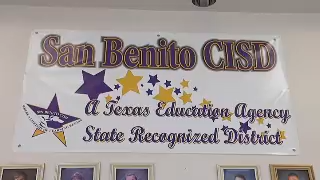 San Benito CISD
A Texas Education Agency
State Recognized District